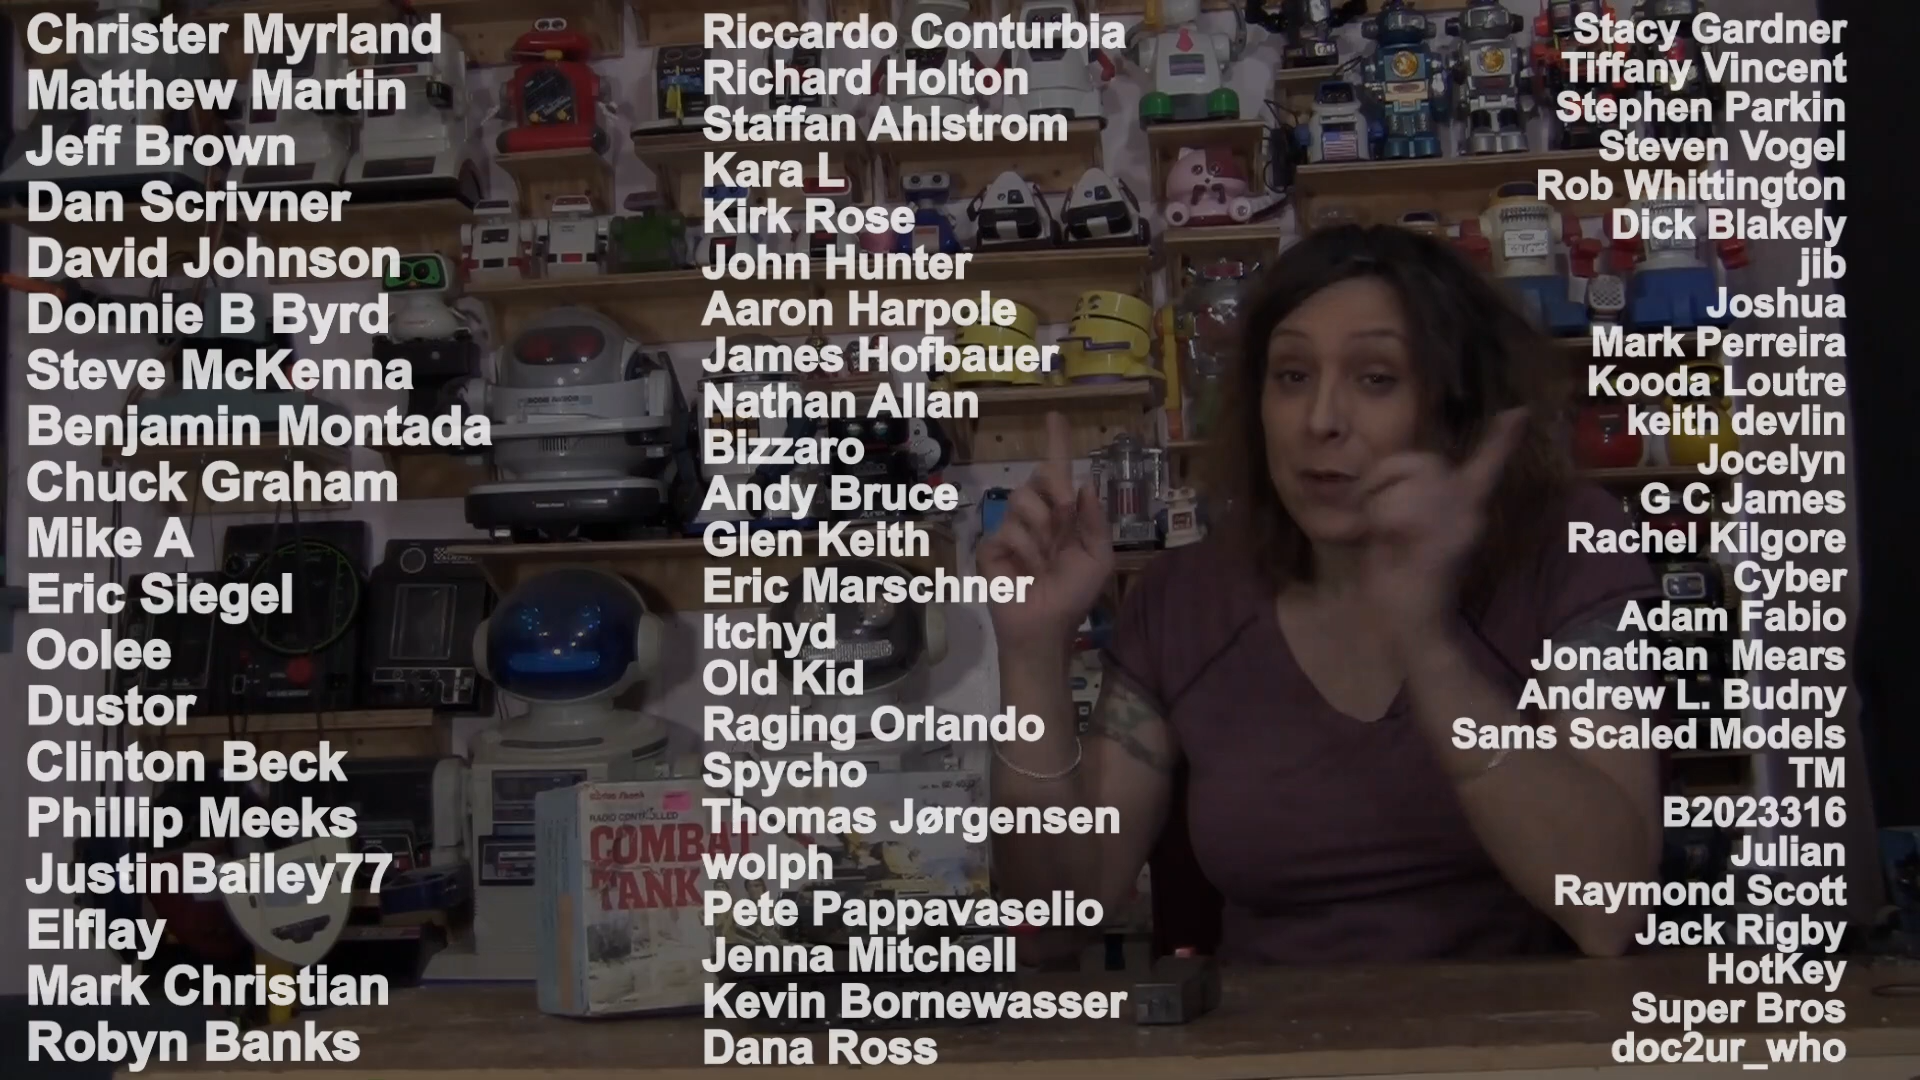 Christer Myrland
Matthew Martin
Jeff Brown
Dan Scrivner
David Johnson
Donnie B Byrd
Steve McKenna
Benjamin Montada
Chuck Graham
Mike A
Eric Siegel
Oolee
Dustor
Clinton Beck
Phillip Meeks
JustinBailey77
Elflay
Mark Christian
Robyn Banks
Riccardo Conturbia
Richard Holton
Staffan Ahlstrom
Kara L
Kirk Rose
John Hunter
Aaron Harpole
James Hofbauer
Nathan Allan
Bizzaro
Andy Bruce
Glen Keith
Eric Marschner
Itchyd
Old Kid
Raging Orlando
Spycho
Thomas Jørgensen
wolph
Pete Pappavaselio
Jenna Mitchell
Kevin Bornewasser
Dana Ross
Stacy Gardner
Tiffany Vincent
Stephen Parkin
Steven Vogel
Rob Whittington
Dick Blakely
jib
Joshua
Mark Perreira
Kooda Loutre
keith devlin
Jocelyn
G C James
Rachel Kilgore
Cyber
Adam Fabio
Jonathan  Mears
Andrew L. Budny
Sams Scaled Models
TM
B2023316
Julian
Raymond Scott
Jack Rigby
HotKey
Super Bros
doc2ur_who
RADIO CONTROLLED
COMBAT
TANK